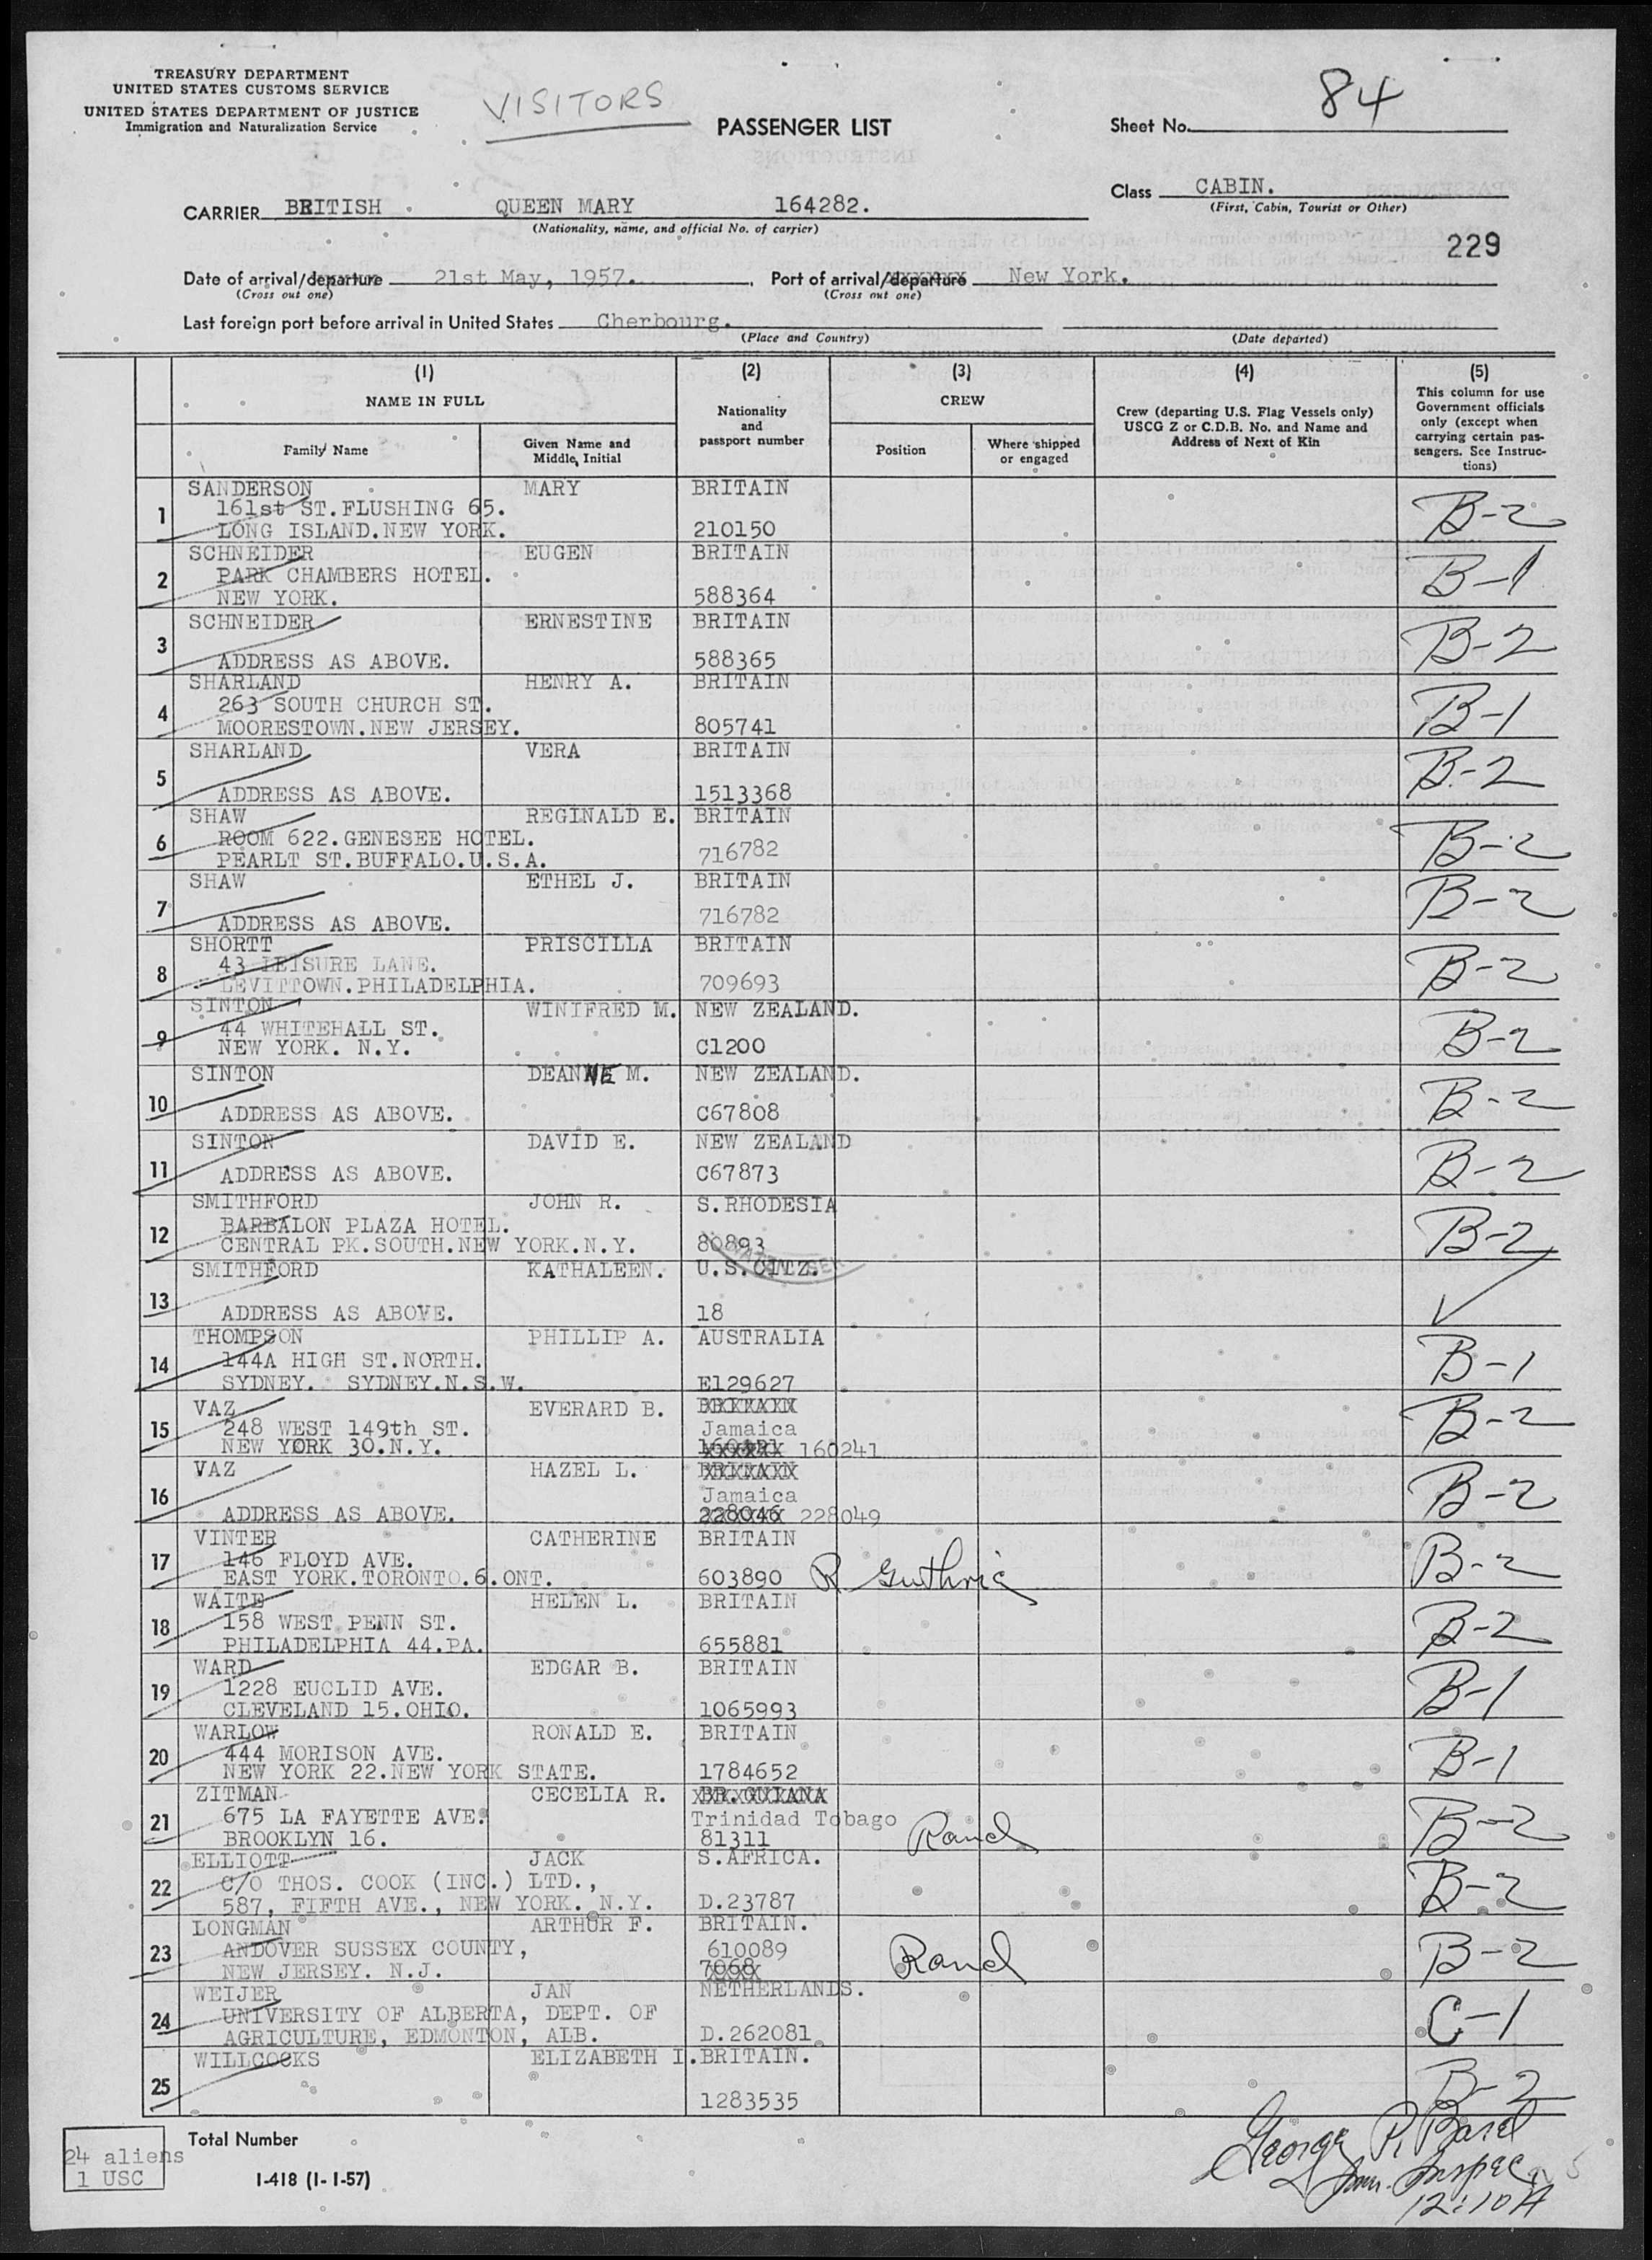 TREASURY DEPARTMENT
UNITED STATES CUSTOMS SERVICE
UNITED STATES DEPARTMENT OF JUSTICE
Immigration and Naturalization Service
VISITORS
PASSENGER LIST
Sheet No. 84
Class CABIN.
(First, Cabin, Tourist or Other)
CARRIER BRITISH QUEEN MARY 164282.
(Nationality, name, and official No. of carrier)
229
Date of arrival/departure 21st May, 1957. Port of arrival/departure New York.
(Cross out one) (Cross out one)
Last foreign port before arrival in United States Cherbourg.
(Place and Country) (Date departed)
(1) (2) (3) (4) (5)
NAME IN FULL
Family Name
Given Name and Middle Initial
Nationality and passport number
CREW
Position
Where shipped or engaged
Crew (departing U.S. Flag Vessels only)
USCG Z or C.D.B. No. and Name and
Address of Next of Kin
This column for use
Government officials
only (except when
carrying certain pas-
sengers. See Instruc-
tions)
SANDERSON MARY BRITAIN
1 161st ST.FLUSHING 65. B-2
LONG ISLAND.NEW YORK. 210150
SCHNEIDER EUGEN BRITAIN
2 PARK CHAMBERS HOTEL. B-1
NEW YORK. 588364
SCHNEIDER ERNESTINE BRITAIN
3 B-2
ADDRESS AS ABOVE. 588365
SHARLAND HENRY A. BRITAIN
4 263 SOUTH CHURCH ST. B-1
MOORESTOWN.NEW JERSEY. 805741
SHARLAND VERA BRITAIN
5 B-2
ADDRESS AS ABOVE. 1513368
SHAW REGINALD E. BRITAIN
6 ROOM 622.GENESEE HOTEL. B-2
PEARLT ST.BUFFALO.U.S.A. 716782
SHAW ETHEL J. BRITAIN
7 B-2
ADDRESS AS ABOVE. 716782
SHORTT PRISCILLA BRITAIN
8 43 LEISURE LANE. B-2
LEVITTOWN.PHILADELPHIA. 709693
SINTON WINIFRED M. NEW ZEALAND.
9 44 WHITEHALL ST. B-2
NEW YORK. N.Y. C1200
SINTON DEANNE M. NEW ZEALAND.
10 B-2
ADDRESS AS ABOVE. C67808
SINTON DAVID E. NEW ZEALAND
11 ADDRESS AS ABOVE. C67873 B-2
SMITHFORD JOHN R. S.RHODESIA
12 BARBALON PLAZA HOTEL. B-2
CENTRAL PK.SOUTH.NEW YORK.N.Y. 80893
SMITHFORD KATHALEEN. U.S.CITZ.
13
ADDRESS AS ABOVE. 18
THOMPSON PHILLIP A. AUSTRALIA
14 144A HIGH ST.NORTH. B-1
SYDNEY. SYDNEY.N.S.W. E129627
VAZ EVERARD B. BRITAIN
15 248 WEST 149th ST. Jamaica B-2
NEW YORK 30.N.Y. 160241
VAZ HAZEL L. BRITAIN
16 Jamaica B-2
ADDRESS AS ABOVE. 228046 228049
VINTER CATHERINE BRITAIN
17 146 FLOYD AVE. B-2
EAST YORK.TORONTO.6.ONT. 603890 R Guthrie
WAITE HELEN L. BRITAIN
18 158 WEST PENN ST. B-2
PHILADELPHIA 44.PA. 655881
WARD EDGAR B. BRITAIN
19 1228 EUCLID AVE. B-1
CLEVELAND 15.OHIO. 1065993
WARLOW RONALD E. BRITAIN
20 444 MORISON AVE. B-1
NEW YORK 22.NEW YORK STATE. 1784652
ZITMAN CECELIA R. BR.GUIANA
21 675 LA FAYETTE AVE. Trinidad Tobago B-2
BROOKLYN 16. 81311 Rand
ELLIOTT JACK S.AFRICA.
22 C/O THOS. COOK (INC.) LTD., B-2
587, FIFTH AVE., NEW YORK. N.Y. D.23787
LONGMAN ARTHUR F. BRITAIN.
23 ANDOVER SUSSEX COUNTY, 610089 Rand B-2
NEW JERSEY. N.J. 7068
WEIJER JAN NETHERLANDS.
24 UNIVERSITY OF ALBERTA, DEPT. OF C-1
AGRICULTURE, EDMONTON, ALB. D.262081
WILLCOCKS ELIZABETH I. BRITAIN.
25 B-2
1283535
24 aliens
1 USC
Total Number
I-418 (1-1-57)
George P.
Imm. Inspec
12:10 A